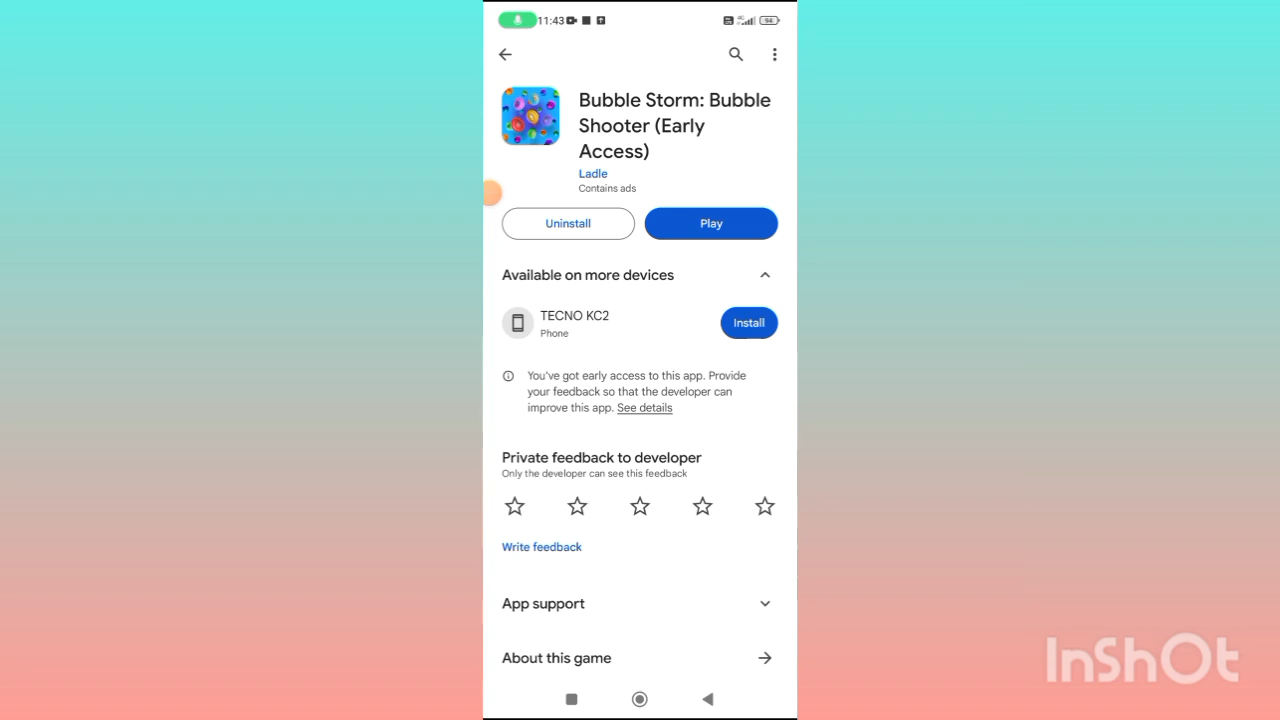 11:43
94
Bubble Storm: Bubble
Shooter (Early
Access)
Ladle
Contains ads
Uninstall
Play
Available on more devices
TECNO KC2
Phone
Install
You've got early access to this app. Provide
your feedback so that the developer can
improve this app. See details
Private feedback to developer
Only the developer can see this feedback
Write feedback
App support
About this game
InShOt